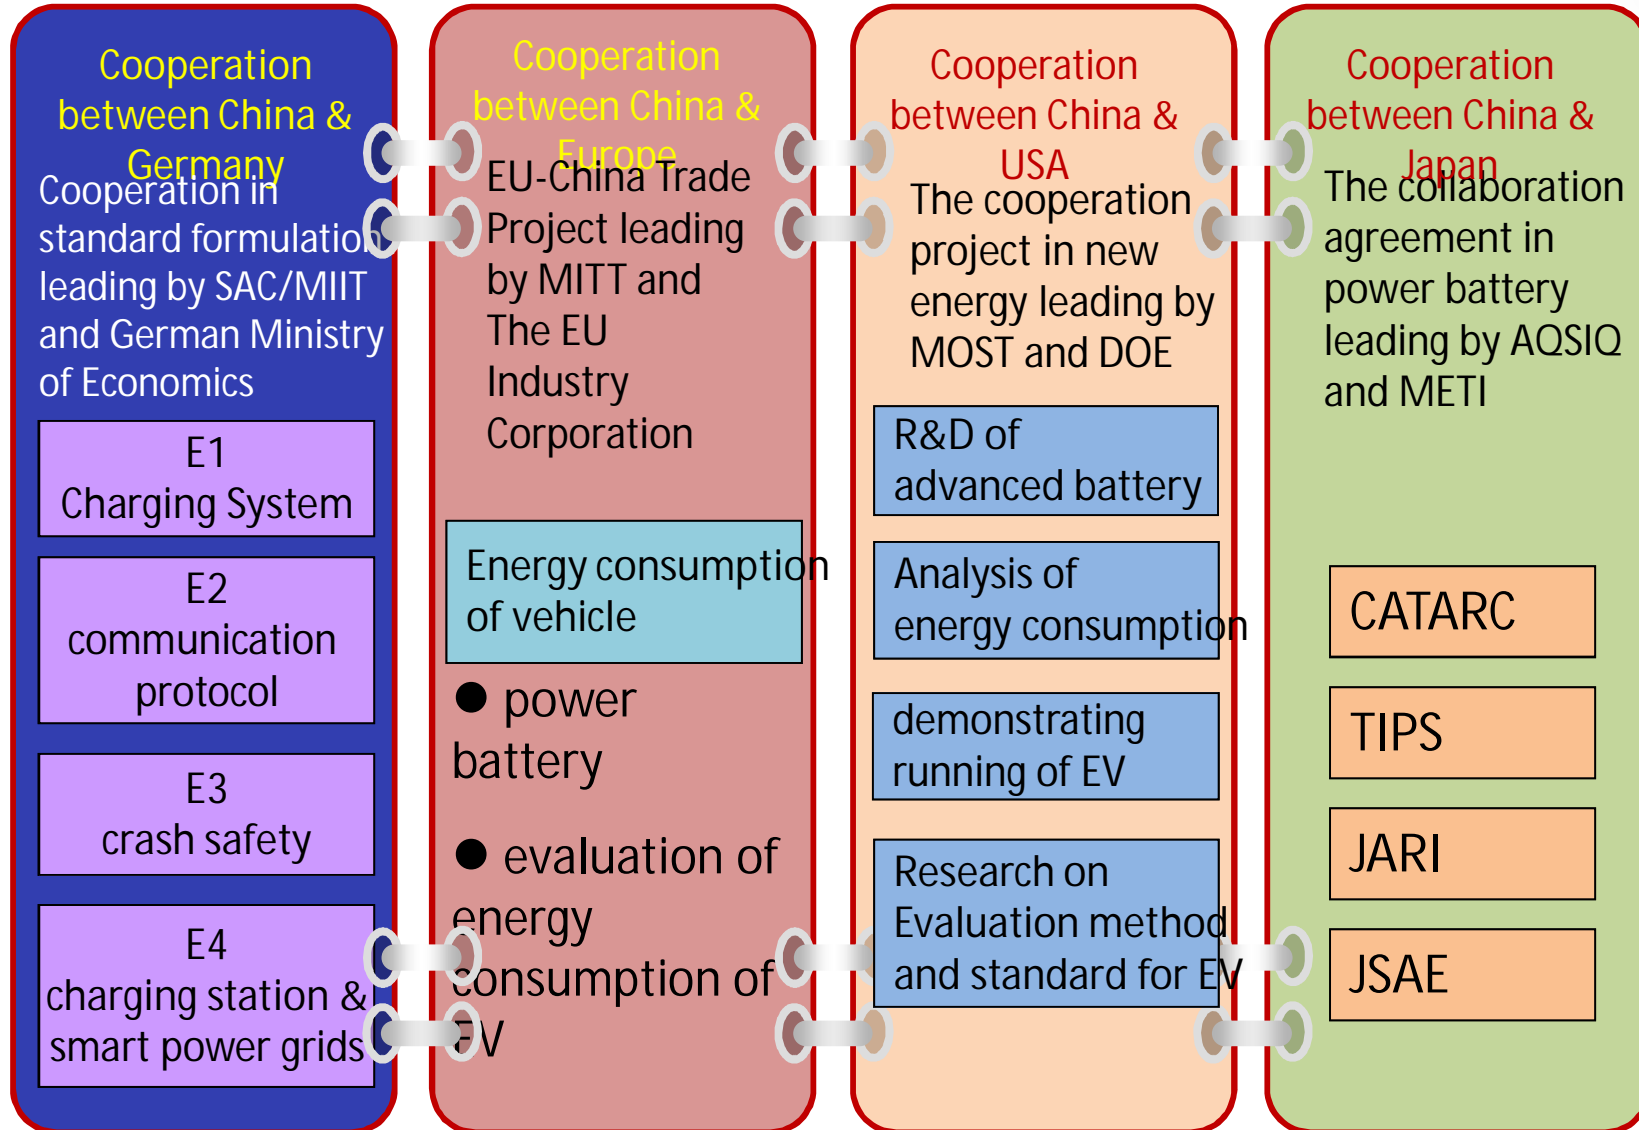 Cooperation
between China &
Germany
Cooperation in
standard formulation
leading by SAC/MIIT
and German Ministry
of Economics
E1
Charging System
E2
communication
protocol
E3
crash safety
E4
charging station &
smart power grids
Cooperation
between China &
Europe
EU-China Trade
Project leading
by MITT and
The EU
Industry
Corporation
Energy consumption
of vehicle
● power
battery
● evaluation of
energy
consumption of
EV
Cooperation
between China &
USA
The cooperation
project in new
energy leading by
MOST and DOE
R&D of
advanced battery
Analysis of
energy consumption
demonstrating
running of EV
Research on
Evaluation method
and standard for EV
Cooperation
between China &
Japan
The collaboration
agreement in
power battery
leading by AQSIQ
and METI
CATARC
TIPS
JARI
JSAE